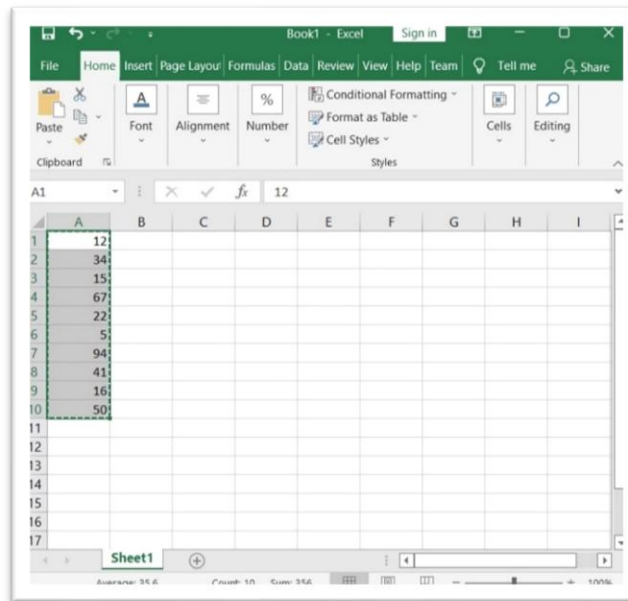 Book1 - Excel Sign in
File Home Insert Page Layout Formulas Data Review View Help Team Tell me Share
Paste Font Alignment Number Conditional Formatting Cells Editing
Format as Table
Cell Styles
Clipboard Styles
A1 fx 12
A B C D E F G H I
1 12
2 34
3 15
4 67
5 22
6 5
7 94
8 41
9 16
10 50
11
12
13
14
15
16
17
Sheet1
Average: 35.6 Count: 10 Sum: 356 100%